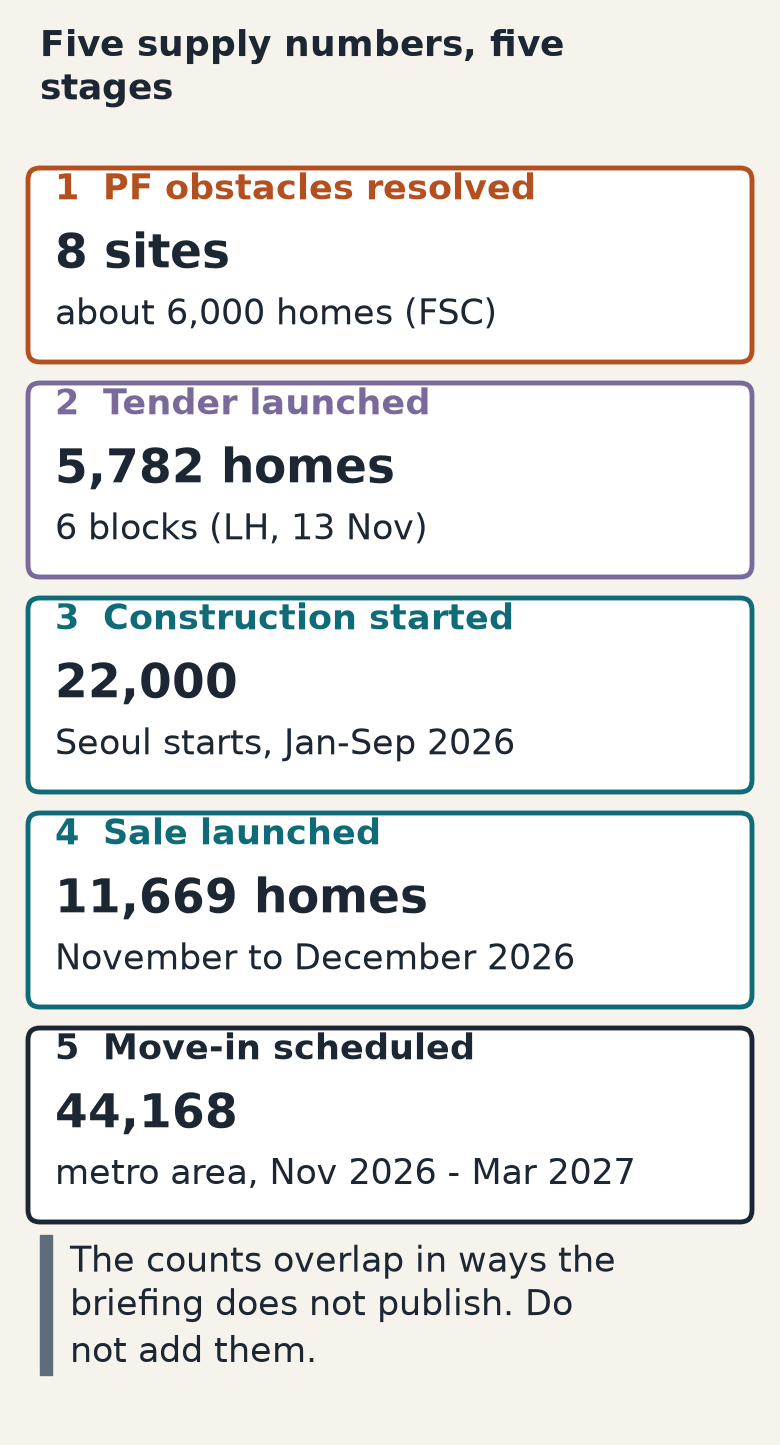 Five supply numbers, five
stages
1 PF obstacles resolved
8 sites
about 6,000 homes (FSC)
2 Tender launched
5,782 homes
6 blocks (LH, 13 Nov)
3 Construction started
22,000
Seoul starts, Jan-Sep 2026
4 Sale launched
11,669 homes
November to December 2026
5 Move-in scheduled
44,168
metro area, Nov 2026 - Mar 2027
The counts overlap in ways the
briefing does not publish. Do
not add them.